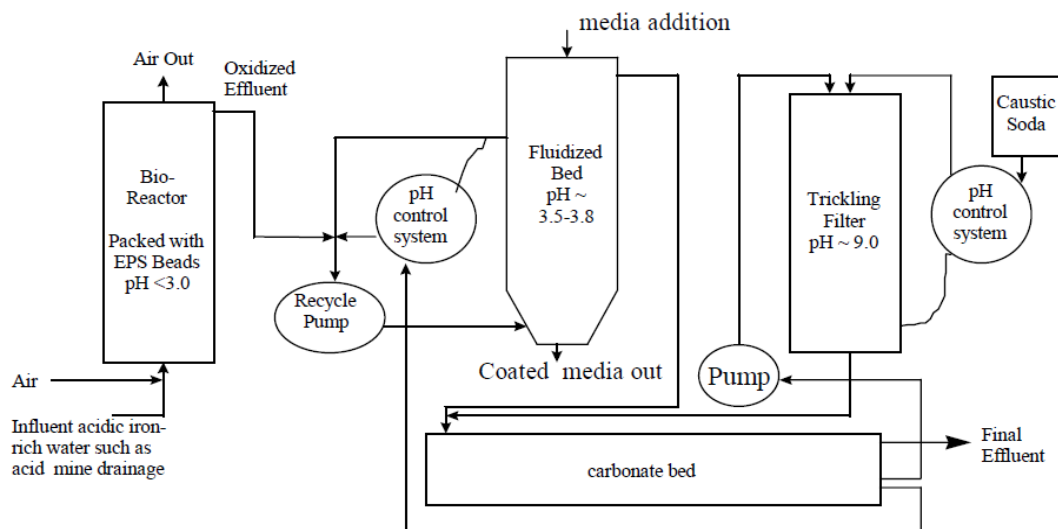 media addition
Air Out
Oxidized
Effluent
Bio-
Reactor
Packed with
EPS Beads
pH <3.0
pH
control
system
Fluidized
Bed
pH ~
3.5-3.8
Trickling
Filter
pH ~ 9.0
Caustic
Soda
pH
control
system
Recycle
Pump
Coated media out
Pump
Air
Influent acidic iron-
rich water such as
acid mine drainage
carbonate bed
Final
Effluent